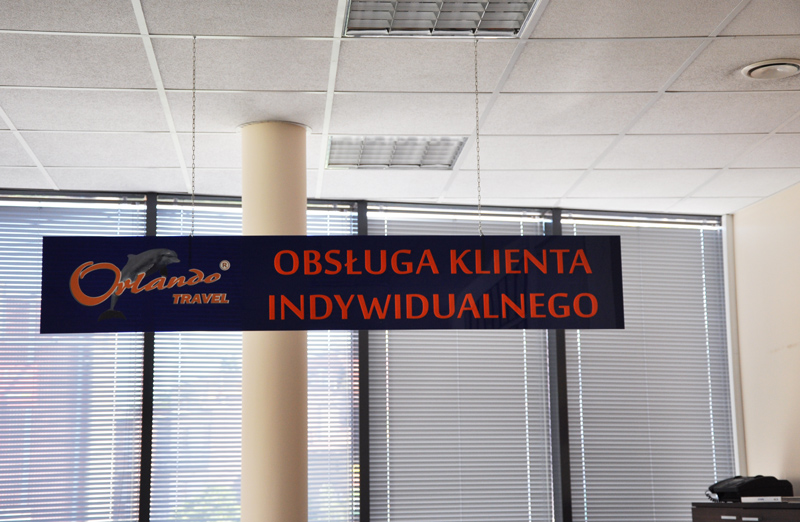 Orlando ®
TRAVEL
OBSŁUGA KLIENTA
INDYWIDUALNEGO